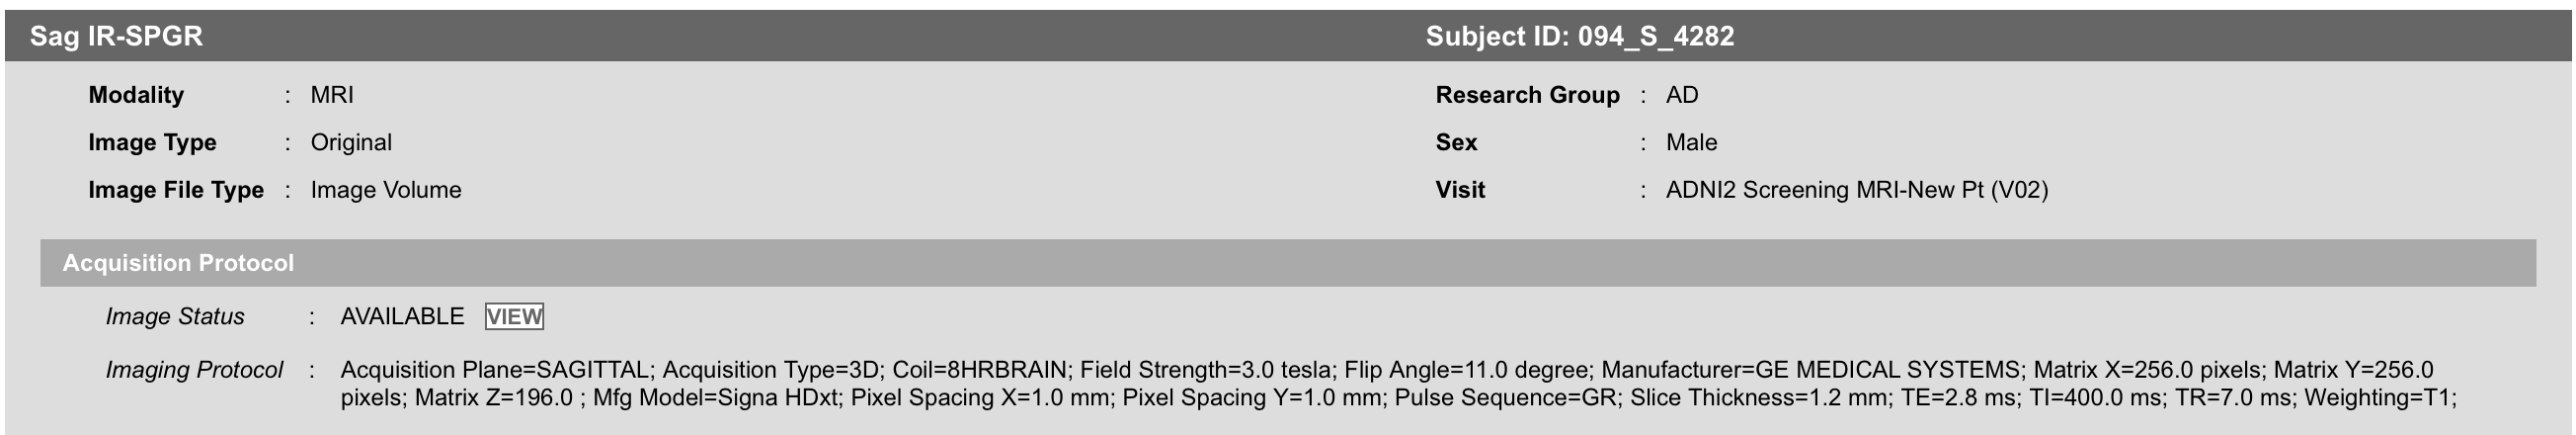 Sag IR-SPGR Subject ID: 094_S_4282
Modality : MRI Research Group : AD
Image Type : Original Sex : Male
Image File Type : Image Volume Visit : ADNI2 Screening MRI-New Pt (V02)
Acquisition Protocol
Image Status : AVAILABLE VIEW
Imaging Protocol : Acquisition Plane=SAGITTAL; Acquisition Type=3D; Coil=8HRBRAIN; Field Strength=3.0 tesla; Flip Angle=11.0 degree; Manufacturer=GE MEDICAL SYSTEMS; Matrix X=256.0 pixels; Matrix Y=256.0
pixels; Matrix Z=196.0 ; Mfg Model=Signa HDxt; Pixel Spacing X=1.0 mm; Pixel Spacing Y=1.0 mm; Pulse Sequence=GR; Slice Thickness=1.2 mm; TE=2.8 ms; TI=400.0 ms; TR=7.0 ms; Weighting=T1;